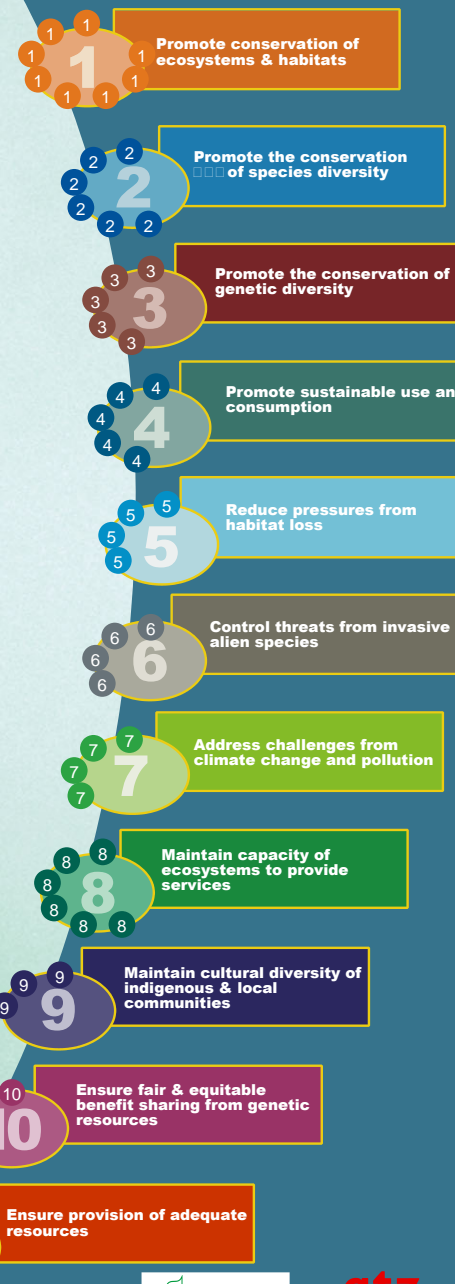 1 1 1 1 1 1 1 1
1
Promote conservation of
ecosystems & habitats
2 2 2 2 2 2
2
Promote the conservation
□□□ of species diversity
3 3 3 3 3
3
Promote the conservation of
genetic diversity
4 4 4 4 4
4
Promote sustainable use an
consumption
5 5 5 5
5
Reduce pressures from
habitat loss
6 6 6 6
6
Control threats from invasive
alien species
7 7 7 7
7
Address challenges from
climate change and pollution
8 8 8 8 8 8
8
Maintain capacity of
ecosystems to provide
services
9 9 9
9
Maintain cultural diversity of
indigenous & local
communities
10
10
Ensure fair & equitable
benefit sharing from genetic
resources
Ensure provision of adequate
resources